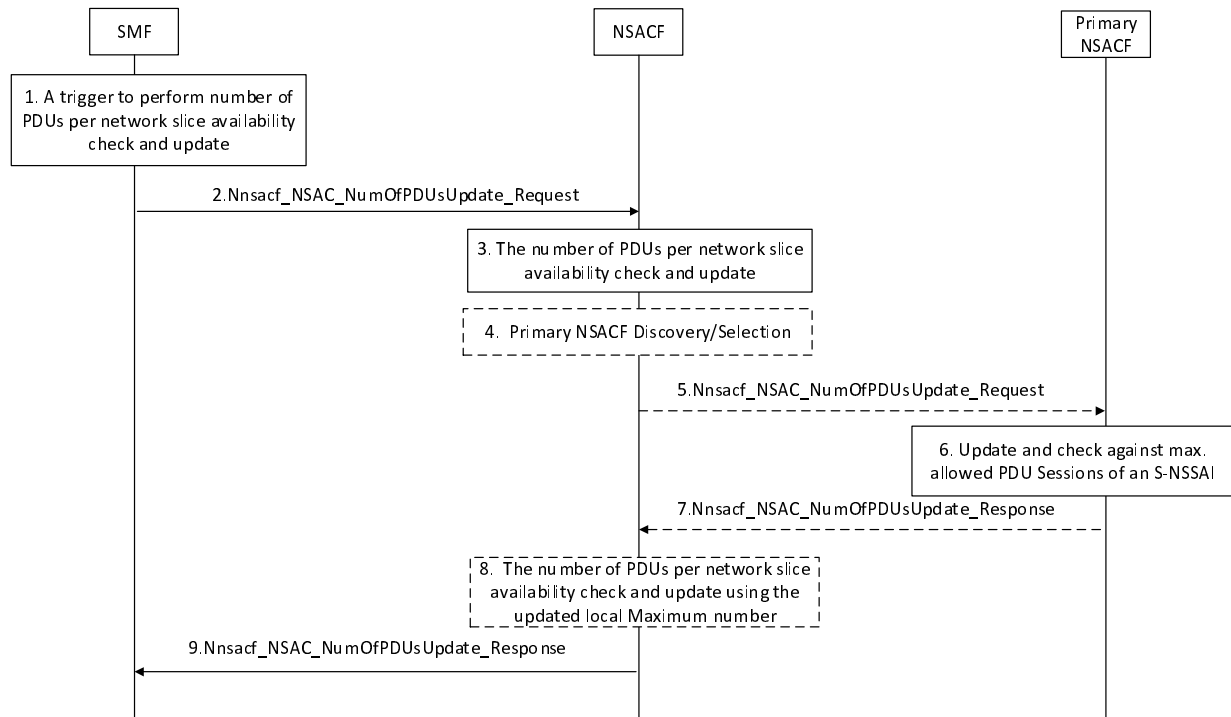 SMF
NSACF
Primary
NSACF
1. A trigger to perform number of
PDUs per network slice availability
check and update
2.Nnsacf_NSAC_NumOfPDUsUpdate_Request
3. The number of PDUs per network slice
availability check and update
4. Primary NSACF Discovery/Selection
5.Nnsacf_NSAC_NumOfPDUsUpdate_Request
6. Update and check against max.
allowed PDU Sessions of an S-NSSAI
7.Nnsacf_NSAC_NumOfPDUsUpdate_Response
8. The number of PDUs per network slice
availability check and update using the
updated local Maximum number
9.Nnsacf_NSAC_NumOfPDUsUpdate_Response